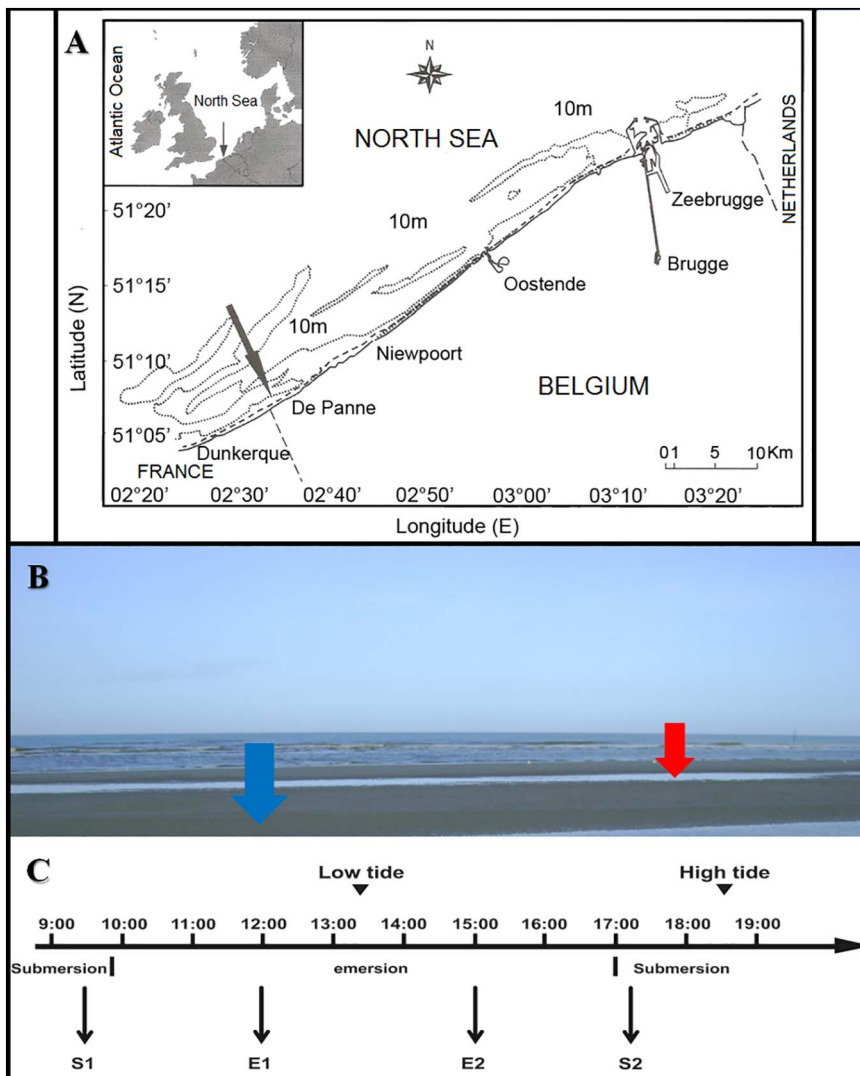 A
N
Atlantic Ocean
North Sea
NORTH SEA
10m
10m
10m
NETHERLANDS
Zeebrugge
Brugge
Oostende
Niewpoort
De Panne
Dunkerque
FRANCE
BELGIUM
01 5 10 Km
Latitude (N)
51°20'
51°15'
51°10'
51°05'
02°20' 02°30' 02°40' 02°50' 03°00' 03°10' 03°20'
Longitude (E)
B
C
Low tide High tide
9:00 10:00 11:00 12:00 13:00 14:00 15:00 16:00 17:00 18:00 19:00
Submersion emersion Submersion
S1 E1 E2 S2